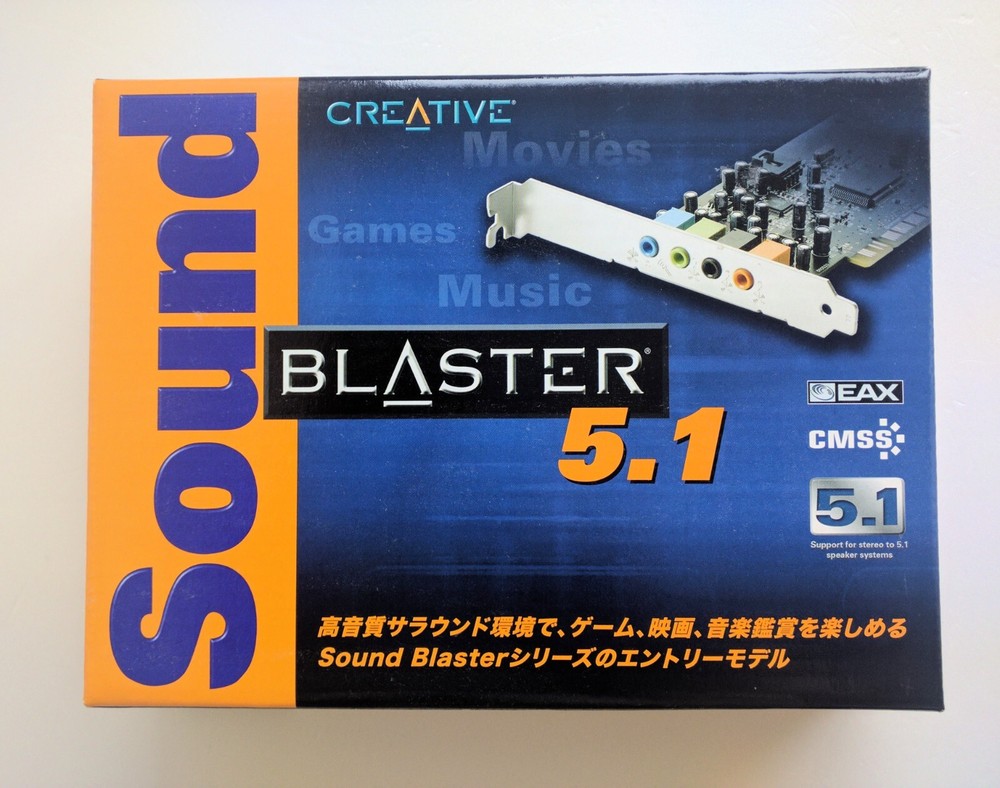 Sound
CREATIVE®
Movies
Games
Music
BLASTER®
5.1
EAX
CMSS
5.1
Support for stereo to 5.1
speaker systems
高音質サラウンド環境で、ゲーム、映画、音楽鑑賞を楽しめる
Sound Blasterシリーズのエントリーモデル